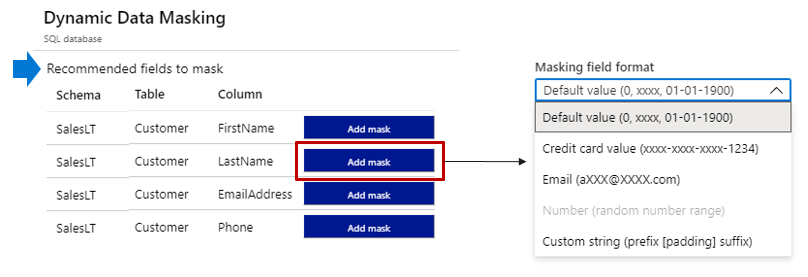 Dynamic Data Masking
SQL database
Recommended fields to mask
Schema Table Column
SalesLT Customer FirstName Add mask
SalesLT Customer LastName Add mask
SalesLT Customer EmailAddress Add mask
SalesLT Customer Phone Add mask
Masking field format
Default value (0, xxxx, 01-01-1900)
Default value (0, xxxx, 01-01-1900)
Credit card value (xxxx-xxxx-xxxx-1234)
Email (aXXX@XXXX.com)
Number (random number range)
Custom string (prefix [padding] suffix)